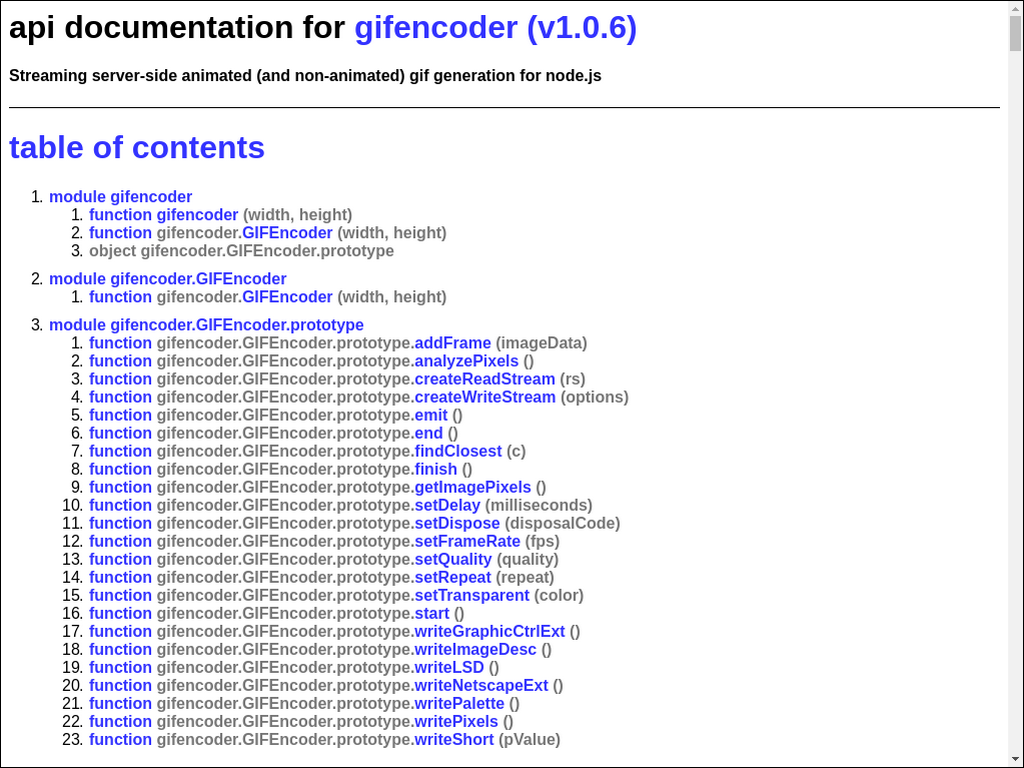 api documentation for gifencoder (v1.0.6)
Streaming server-side animated (and non-animated) gif generation for node.js
table of contents
1. module gifencoder
1. function gifencoder (width, height)
2. function gifencoder.GIFEncoder (width, height)
3. object gifencoder.GIFEncoder.prototype
2. module gifencoder.GIFEncoder
1. function gifencoder.GIFEncoder (width, height)
3. module gifencoder.GIFEncoder.prototype
1. function gifencoder.GIFEncoder.prototype.addFrame (imageData)
2. function gifencoder.GIFEncoder.prototype.analyzePixels ()
3. function gifencoder.GIFEncoder.prototype.createReadStream (rs)
4. function gifencoder.GIFEncoder.prototype.createWriteStream (options)
5. function gifencoder.GIFEncoder.prototype.emit ()
6. function gifencoder.GIFEncoder.prototype.end ()
7. function gifencoder.GIFEncoder.prototype.findClosest (c)
8. function gifencoder.GIFEncoder.prototype.finish ()
9. function gifencoder.GIFEncoder.prototype.getImagePixels ()
10. function gifencoder.GIFEncoder.prototype.setDelay (milliseconds)
11. function gifencoder.GIFEncoder.prototype.setDispose (disposalCode)
12. function gifencoder.GIFEncoder.prototype.setFrameRate (fps)
13. function gifencoder.GIFEncoder.prototype.setQuality (quality)
14. function gifencoder.GIFEncoder.prototype.setRepeat (repeat)
15. function gifencoder.GIFEncoder.prototype.setTransparent (color)
16. function gifencoder.GIFEncoder.prototype.start ()
17. function gifencoder.GIFEncoder.prototype.writeGraphicCtrlExt ()
18. function gifencoder.GIFEncoder.prototype.writeImageDesc ()
19. function gifencoder.GIFEncoder.prototype.writeLSD ()
20. function gifencoder.GIFEncoder.prototype.writeNetscapeExt ()
21. function gifencoder.GIFEncoder.prototype.writePalette ()
22. function gifencoder.GIFEncoder.prototype.writePixels ()
23. function gifencoder.GIFEncoder.prototype.writeShort (pValue)